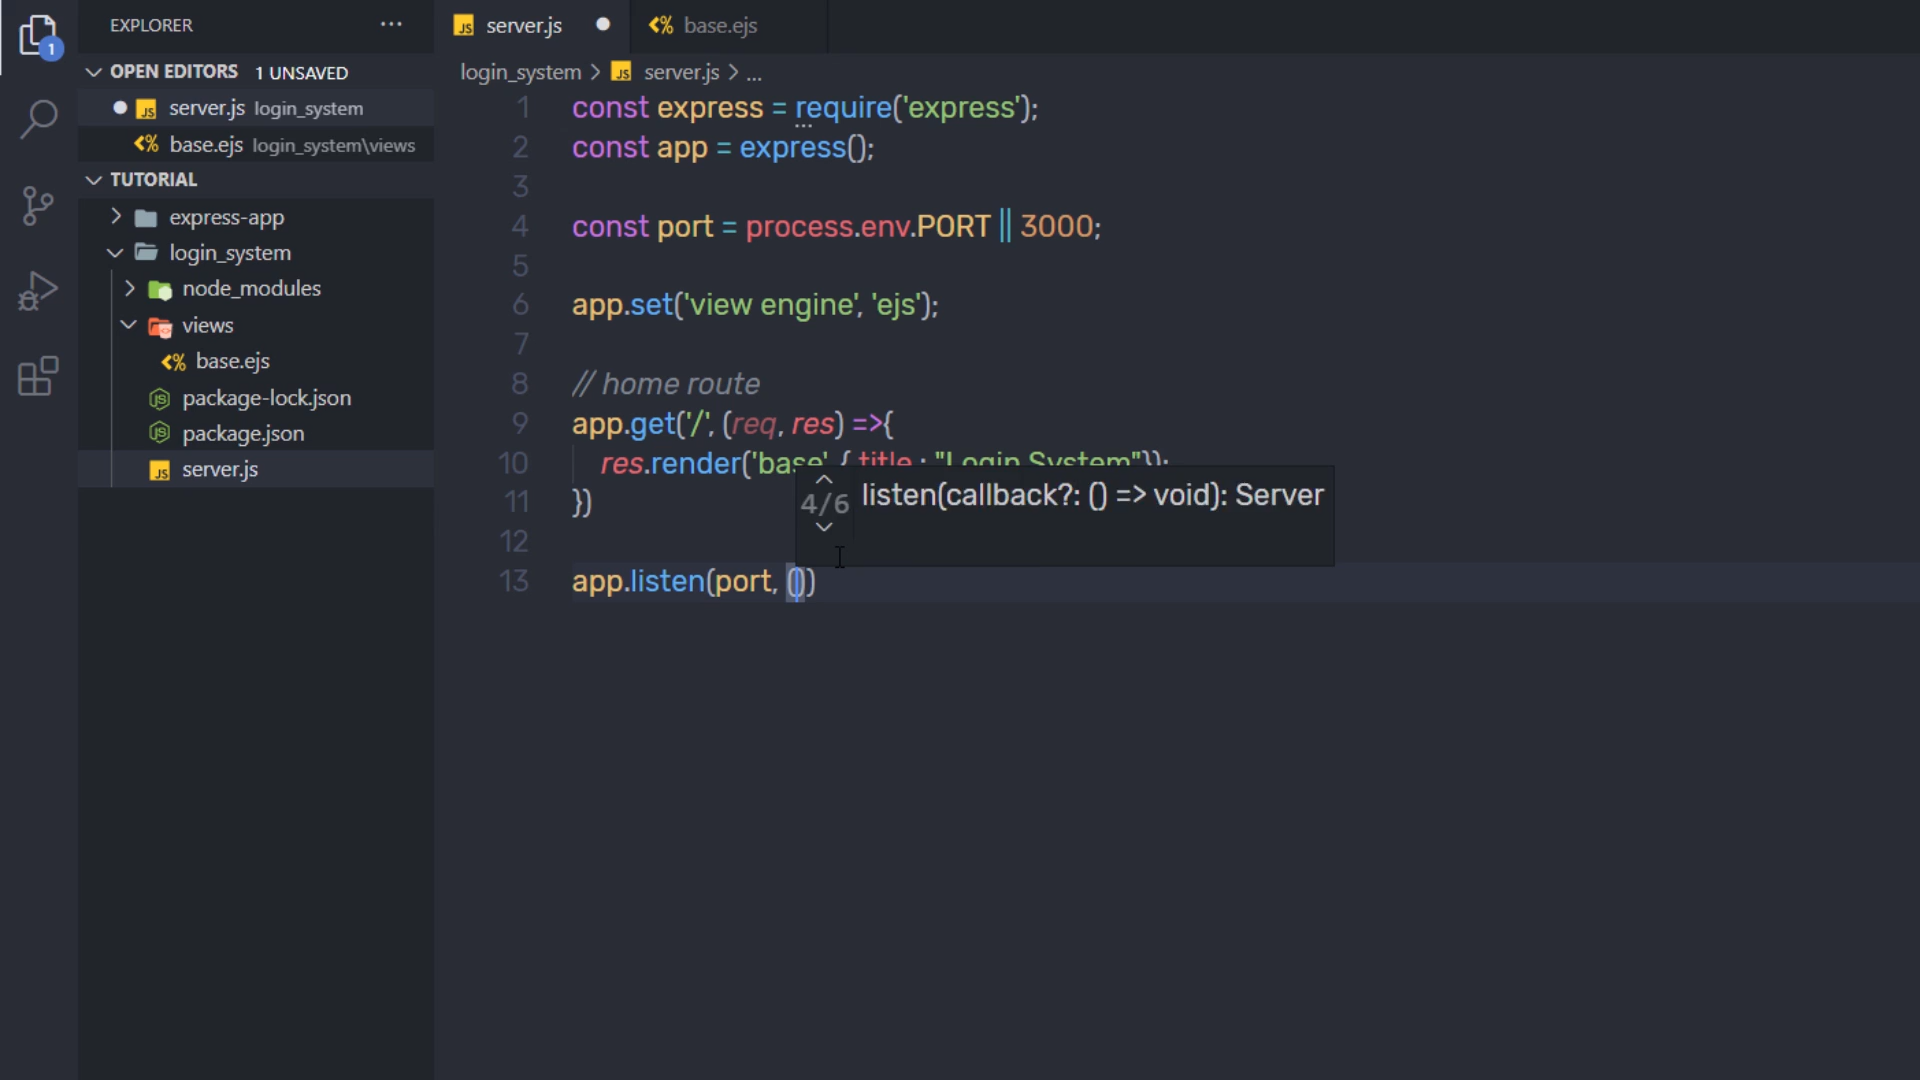 EXPLORER
OPEN EDITORS 1 UNSAVED
server.js login_system
base.ejs login_system\views
TUTORIAL
express-app
login_system
node_modules
views
base.ejs
package-lock.json
package.json
server.js
1
server.js
base.ejs
login_system > server.js > ...
1 const express = require('express');
2 const app = express();
3
4 const port = process.env.PORT || 3000;
5
6 app.set('view engine', 'ejs');
7
8 // home route
9 app.get('/', (req, res) =>{
10 res.render('base', { title : "Login System"});
11 })
12
13 app.listen(port, ())
4/6 listen(callback?: () => void): Server